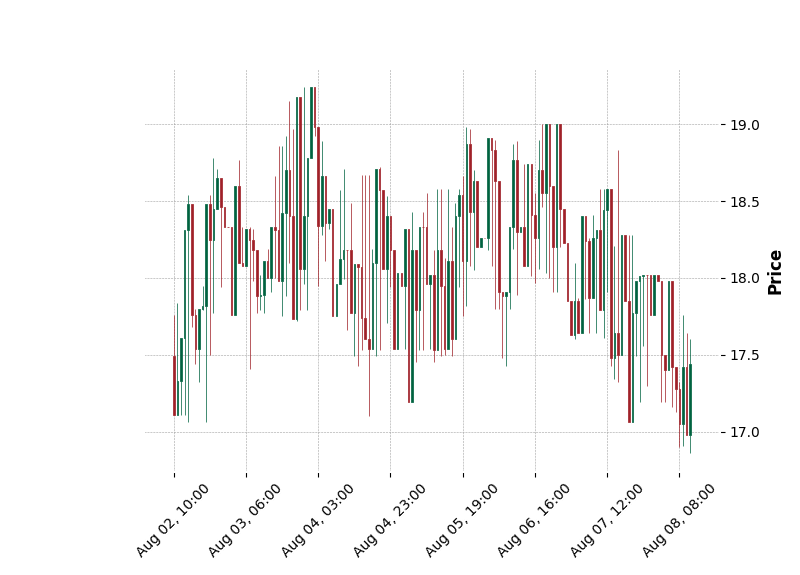 19.0
18.5
18.0
17.5
17.0
Price
Aug 02, 10:00
Aug 03, 06:00
Aug 04, 03:00
Aug 04, 23:00
Aug 05, 19:00
Aug 06, 16:00
Aug 07, 12:00
Aug 08, 08:00